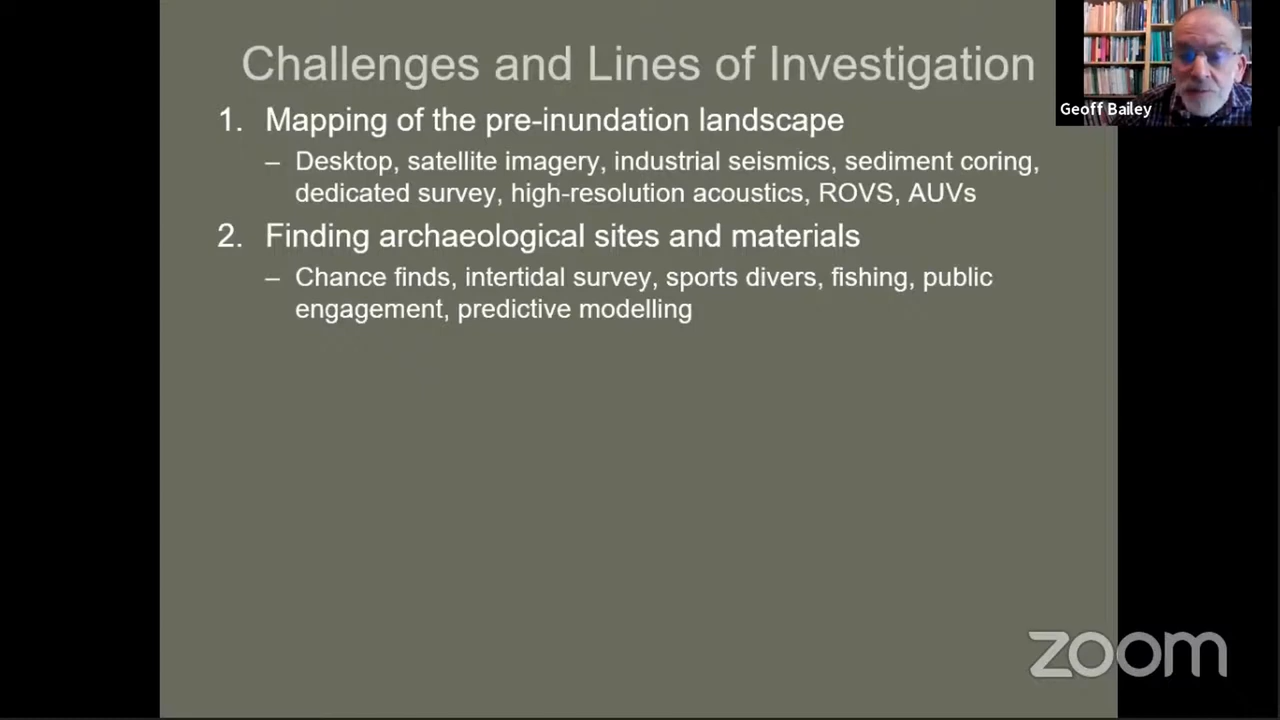 Challenges and Lines of Investigation
Geoff Bailey
1. Mapping of the pre-inundation landscape
– Desktop, satellite imagery, industrial seismics, sediment coring,
dedicated survey, high-resolution acoustics, ROVS, AUVs
2. Finding archaeological sites and materials
– Chance finds, intertidal survey, sports divers, fishing, public
engagement, predictive modelling
zoom